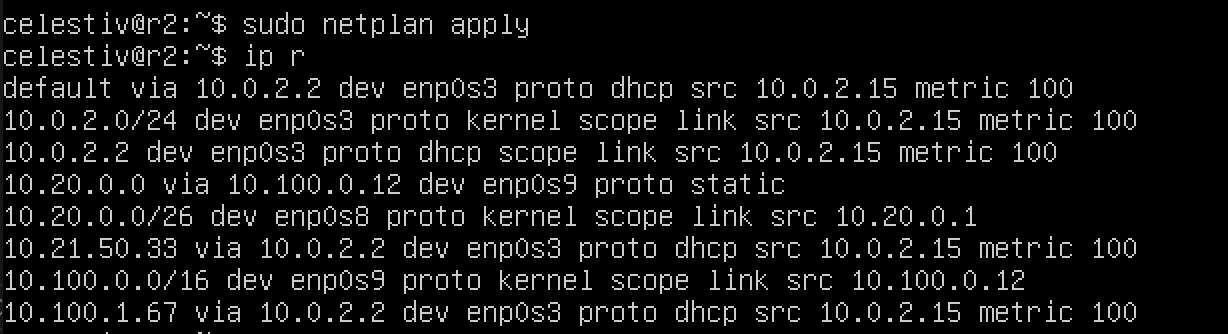 celestiv@r2:~$ sudo netplan apply
celestiv@r2:~$ ip r
default via 10.0.2.2 dev enp0s3 proto dhcp src 10.0.2.15 metric 100
10.0.2.0/24 dev enp0s3 proto kernel scope link src 10.0.2.15 metric 100
10.0.2.2 dev enp0s3 proto dhcp scope link src 10.0.2.15 metric 100
10.20.0.0 via 10.100.0.12 dev enp0s9 proto static
10.20.0.0/26 dev enp0s8 proto kernel scope link src 10.20.0.1
10.21.50.33 via 10.0.2.2 dev enp0s3 proto dhcp src 10.0.2.15 metric 100
10.100.0.0/16 dev enp0s9 proto kernel scope link src 10.100.0.12
10.100.1.67 via 10.0.2.2 dev enp0s3 proto dhcp src 10.0.2.15 metric 100